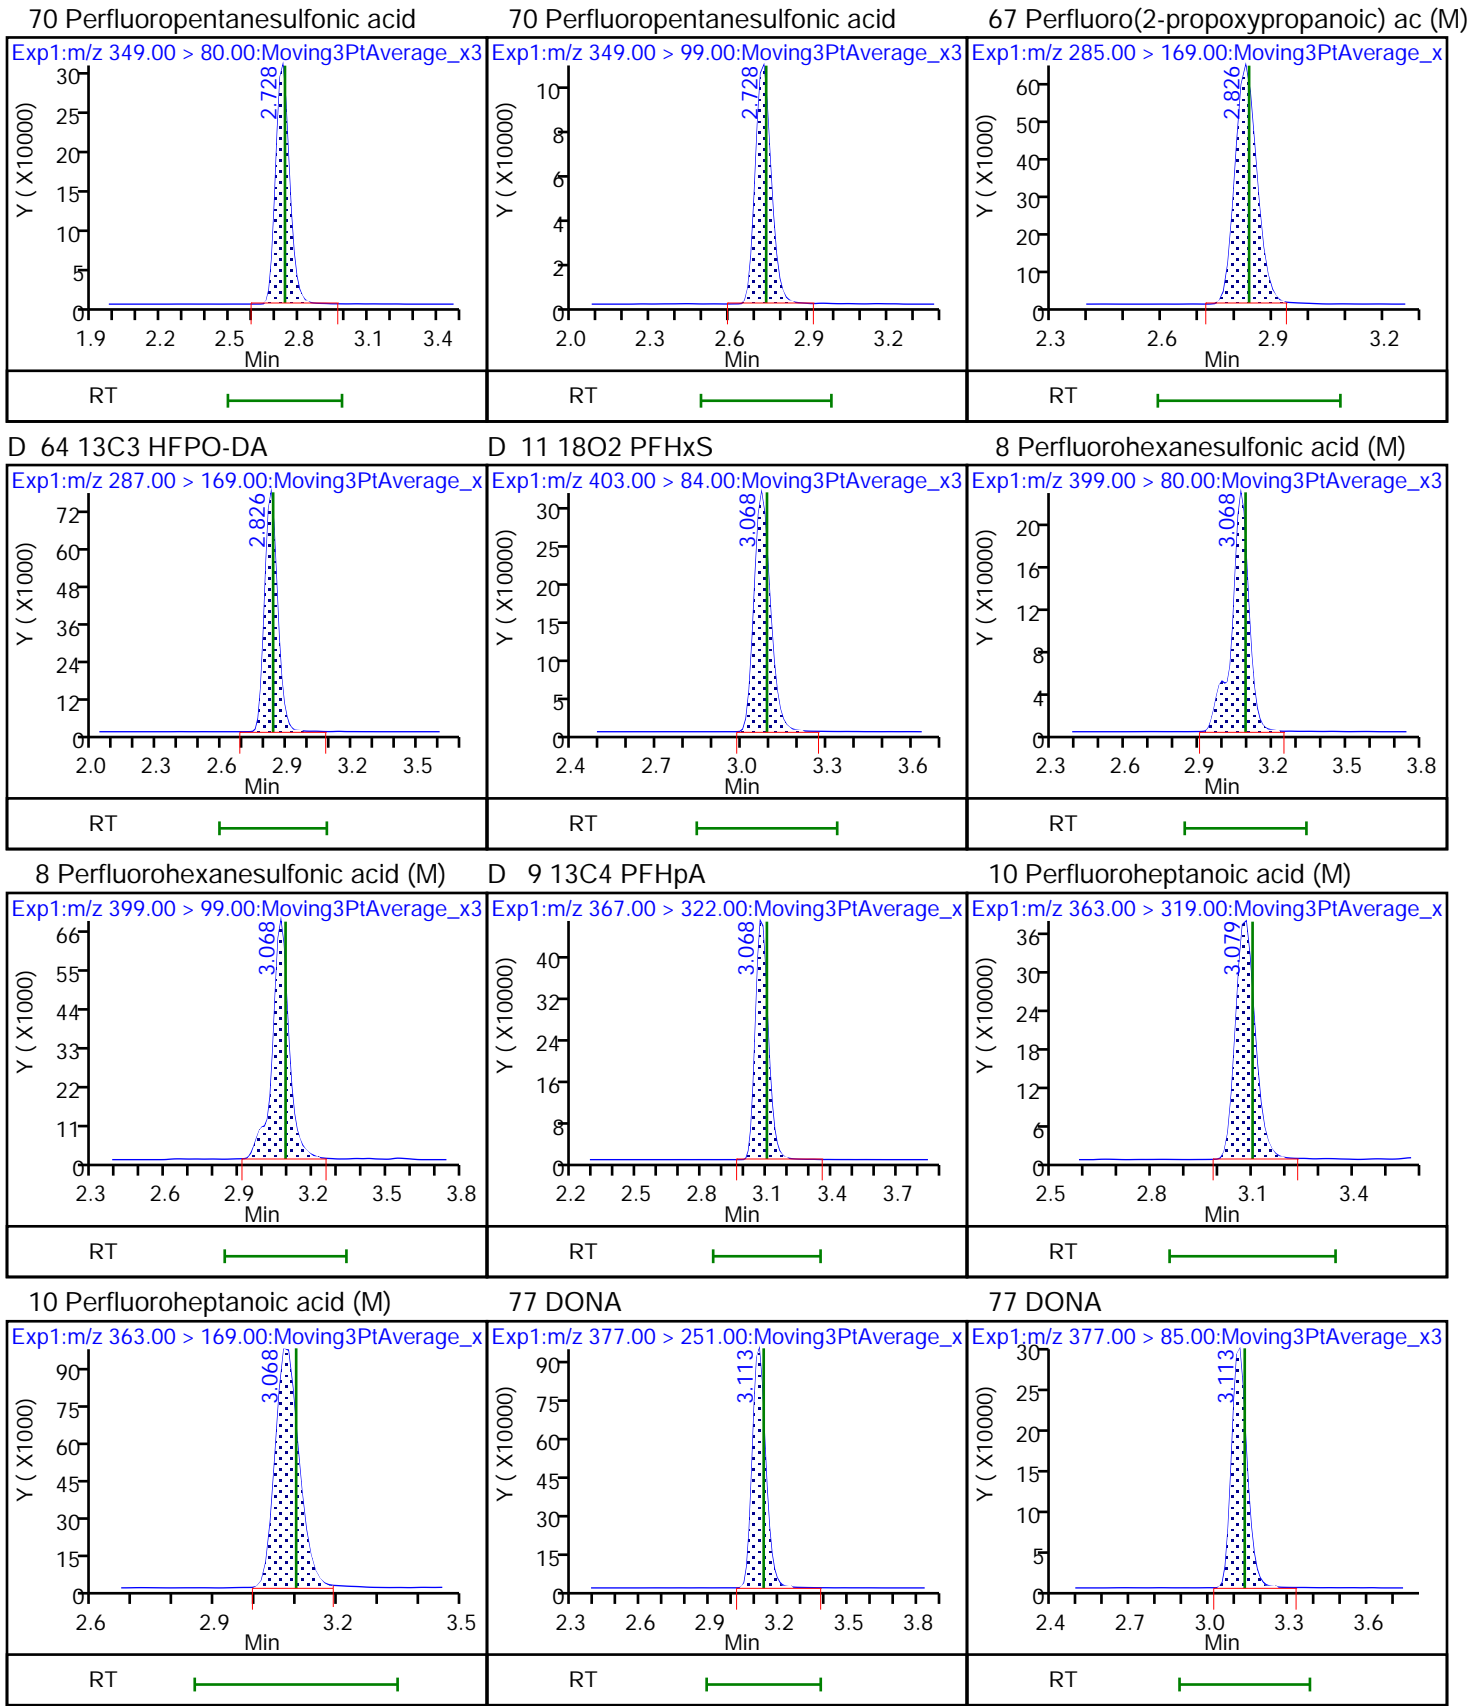 70 Perfluoropentanesulfonic acid
Exp1:m/z 349.00 > 80.00:Moving3PtAverage_x3
2.728
Y ( X10000)
30
25
20
15
10
5
0
1.9 2.2 2.5 2.8 3.1 3.4
Min
RT
70 Perfluoropentanesulfonic acid
Exp1:m/z 349.00 > 99.00:Moving3PtAverage_x3
2.728
Y ( X10000)
10
8
6
4
2
0
2.0 2.3 2.6 2.9 3.2
Min
RT
67 Perfluoro(2-propoxypropanoic) ac (M)
Exp1:m/z 285.00 > 169.00:Moving3PtAverage_x
2.826
Y ( X1000)
60
50
40
30
20
10
0
2.3 2.6 2.9 3.2
Min
RT
D 64 13C3 HFPO-DA
Exp1:m/z 287.00 > 169.00:Moving3PtAverage_x
2.826
Y ( X1000)
72
60
48
36
24
12
0
2.0 2.3 2.6 2.9 3.2 3.5
Min
RT
D 11 18O2 PFHxS
Exp1:m/z 403.00 > 84.00:Moving3PtAverage_x3
3.068
Y ( X10000)
30
25
20
15
10
5
0
2.4 2.7 3.0 3.3 3.6
Min
RT
8 Perfluorohexanesulfonic acid (M)
Exp1:m/z 399.00 > 80.00:Moving3PtAverage_x3
3.068
Y ( X10000)
20
16
12
8
4
0
2.3 2.6 2.9 3.2 3.5 3.8
Min
RT
8 Perfluorohexanesulfonic acid (M)
Exp1:m/z 399.00 > 99.00:Moving3PtAverage_x3
3.068
Y ( X1000)
66
55
44
33
22
11
0
2.3 2.6 2.9 3.2 3.5 3.8
Min
RT
D 9 13C4 PFHpA
Exp1:m/z 367.00 > 322.00:Moving3PtAverage_x
3.068
Y ( X10000)
40
32
24
16
8
0
2.2 2.5 2.8 3.1 3.4 3.7
Min
RT
10 Perfluoroheptanoic acid (M)
Exp1:m/z 363.00 > 319.00:Moving3PtAverage_x
3.079
Y ( X10000)
36
30
24
18
12
6
0
2.5 2.8 3.1 3.4
Min
RT
10 Perfluoroheptanoic acid (M)
Exp1:m/z 363.00 > 169.00:Moving3PtAverage_x
3.068
Y ( X1000)
90
75
60
45
30
15
0
2.6 2.9 3.2 3.5
Min
RT
77 DONA
Exp1:m/z 377.00 > 251.00:Moving3PtAverage_x
3.113
Y ( X10000)
90
75
60
45
30
15
0
2.3 2.6 2.9 3.2 3.5 3.8
Min
RT
77 DONA
Exp1:m/z 377.00 > 85.00:Moving3PtAverage_x3
3.113
Y ( X10000)
30
25
20
15
10
5
0
2.4 2.7 3.0 3.3 3.6
Min
RT